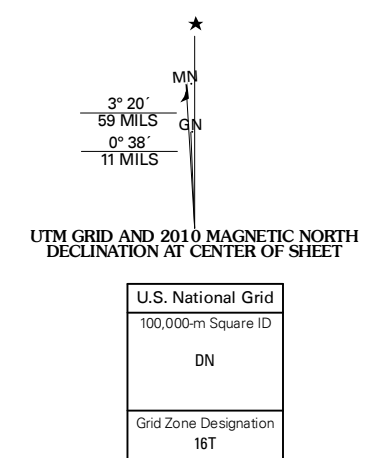 MN
3° 20´
59 MILS
GN
0° 38´
11 MILS
UTM GRID AND 2010 MAGNETIC NORTH
DECLINATION AT CENTER OF SHEET
U.S. National Grid
100,000-m Square ID
DN
Grid Zone Designation
16T